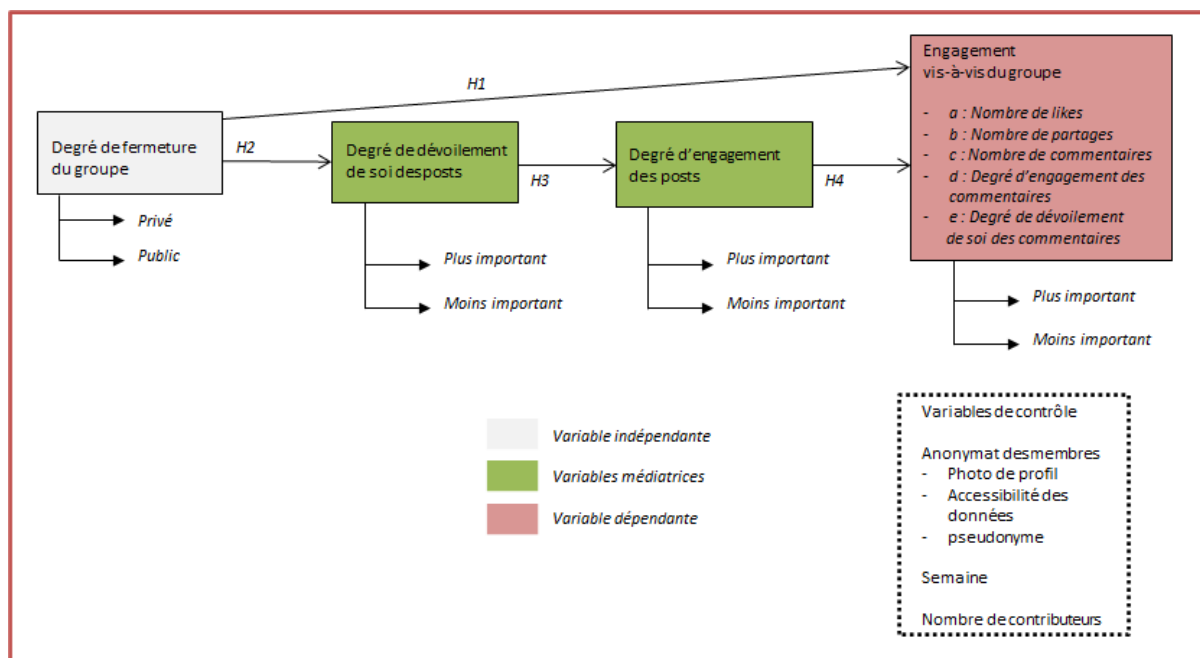 Engagement
vis-à-vis du groupe
- a : Nombre de likes
- b : Nombre de partages
- c : Nombre de commentaires
- d : Degré d'engagement des
commentaires
- e : Degré de dévoilement
de soi des commentaires
H1
Degré de fermeture
du groupe
H2
Degré de dévoilement
de soi desposts
H3
Degré d'engagement
des posts
H4
Privé
Public
Plus important
Moins important
Plus important
Moins important
Plus important
Moins important
Variable indépendante
Variables médiatrices
Variable dépendante
Variables de contrôle
Anonymat desmembres
- Photo de profil
- Accessibilité des
données
- pseudonyme
Semaine
Nombre de contributeurs